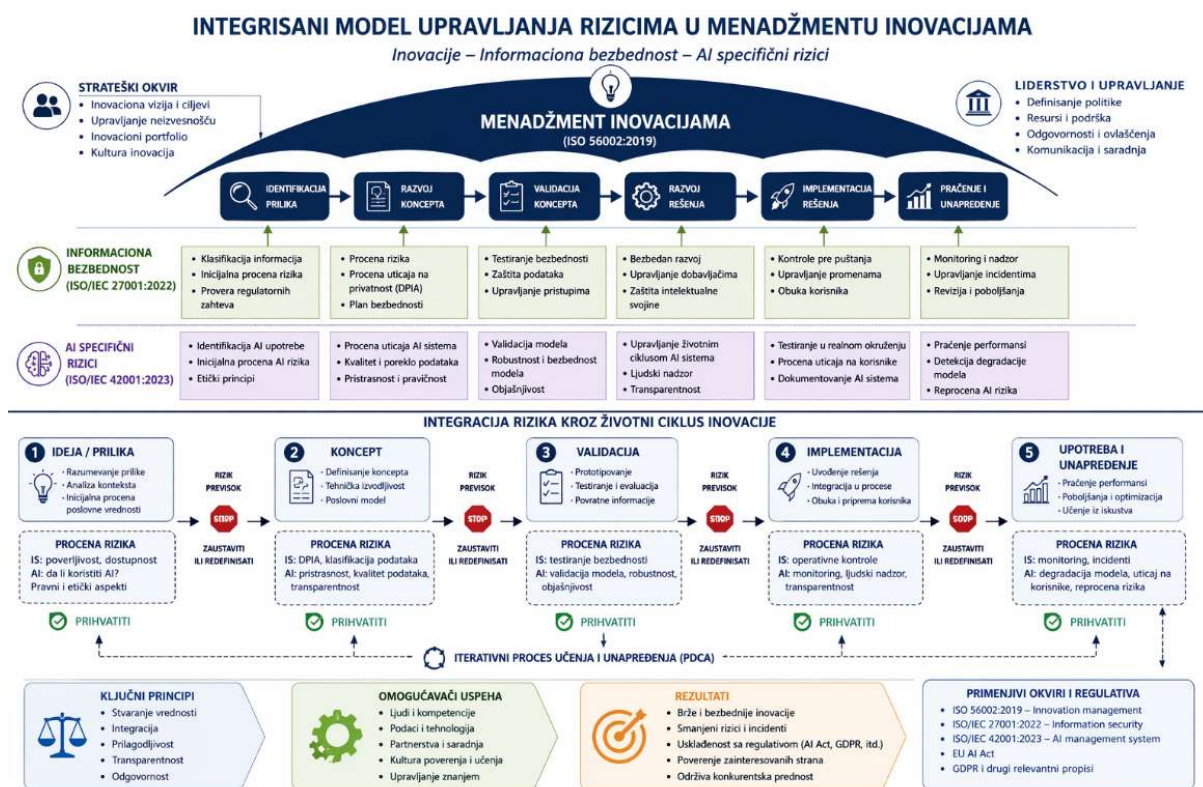 INTEGRISANI MODEL UPRAVLJANJA RIZICIMA U MENADŽMENTU INOVACIJAMA
Inovacije – Informaciona bezbednost – AI specifični rizici
STRATEŠKI OKVIR
• Inovaciona vizija i ciljevi
• Upravljanje neizvesnošću
• Inovacioni portfolio
• Kultura inovacija
MENADŽMENT INOVACIJAMA
(ISO 56002:2019)
LIDERSTVO I UPRAVLJANJE
• Definisanje politike
• Resursi i podrška
• Odgovornosti i ovlašćenja
• Komunikacija i saradnja
IDENTIFIKACIJA
PRILIKA
RAZVOJ
KONCEPTA
VALIDACIJA
KONCEPTA
RAZVOJ
REŠENJA
IMPLEMENTACIJA
REŠENJA
PRAČENJE I
UNAPREĐENJE
INFORMACIONA
BEZBEDNOST
(ISO/IEC 27001:2022)
• Klasifikacija informacija
• Inicijalna procena rizika
• Provera regulatornih
zahteva
• Procena rizika
• Procena uticaja na
privatnost (DPIA)
• Plan bezbednosti
• Testiranje bezbednosti
• Zaštita podataka
• Upravljanje pristupima
• Bezbedan razvoj
• Upravljanje dobavljačima
• Zaštita intelektualne
svojine
• Kontrole pre puštanja
• Upravljanje promenama
• Obuka korisnika
• Monitoring i nadzor
• Upravljanje incidentima
• Revizija i poboljšanja
AI SPECIFIČNI
RIZICI
(ISO/IEC 42001:2023)
• Identifikacija AI upotrebe
• Inicijalna procena AI rizika
• Etički principi
• Procena uticaja AI sistema
• Kvalitet i poreklo podataka
• Pristrasnost i pravičnost
• Validacija modela
• Robustnost i bezbednost
modela
• Objašnjivost
• Upravljanje životnim
ciklusom AI sistema
• Ljudski nadzor
• Transparentnost
• Testiranje u realnom okruženju
• Procena uticaja na korisnike
• Dokumentovanje AI sistema
• Pračenje performansi
• Detekcija degradacije
modela
• Reprocena AI rizika
INTEGRACIJA RIZIKA KROZ ŽIVOTNI CIKLUS INOVACIJE
1 IDEJA / PRILIKA
· Razumevanje prilike
· Analiza konteksta
· Inicijalna procena
poslovne vrednosti
RIZIK
PREVISOK
STOP
ZAUSTAVITI
ILI REDEFINISATI
2 KONCEPT
· Definisanje koncepta
· Tehnička izvodljivost
· Poslovni model
RIZIK
PREVISOK
STOP
ZAUSTAVITI
ILI REDEFINISATI
3 VALIDACIJA
· Prototipovanje
· Testiranje i evaluacija
· Povratne informacije
RIZIK
PREVISOK
STOP
ZAUSTAVITI
ILI REDEFINISATI
4 IMPLEMENTACIJA
· Uvođenje rešenja
· Integracija u procese
· Obuka i priprema korisnika
RIZIK
PREVISOK
ZAUSTAVITI
ILI REDEFINISATI
5 UPOTREBA I
UNAPREĐENJE
· Pračenje performansi
· Poboljšanja i optimizacija
· Učenje iz iskustva
PROCENA RIZIKA
IS: poverljivost, dostupnost
AI: da li koristiti AI?
Pravni i etički aspekti
PROCENA RIZIKA
IS: DPIA, klasifikacija podataka
AI: pristrasnost, kvalitet podataka,
transparentnost
PROCENA RIZIKA
IS: testiranje bezbednosti
AI: validacija modela, robustnost,
objašnjivost
PROCENA RIZIKA
IS: operativne kontrole
AI: monitoring, ljudski nadzor,
transparentnost
PROCENA RIZIKA
IS: monitoring, incidenti
AI: degradacija modela, uticaj na
korisnike, reprocena rizika
PRIHVATITI
PRIHVATITI
PRIHVATITI
PRIHVATITI
PRIHVATITI
ITERATIVNI PROCES UČENJA I UNAPREĐENJA (PDCA)
KLJUČNI PRINCIPI
• Stvaranje vrednosti
• Integracija
• Prilagodljivost
• Transparentnost
• Odgovornost
OMOGUĆAVAČI USPEHA
• Ljudi i kompetencije
• Podaci i tehnologija
• Partnerstva i saradnja
• Kultura poverenja i učenja
• Upravljanje znanjem
REZULTATI
• Brže i bezbednije inovacije
• Smanjeni rizici i incidenti
• Usklađenost sa regulativom (AI Act, GDPR, itd.)
• Poverenje zainteresovanih strana
• Održiva konkurentska prednost
PRIMENJIVI OKVIRI I REGULATIVA
• ISO 56002:2019 – Innovation management
• ISO/IEC 27001:2022 – Information security
• ISO/IEC 42001:2023 – AI management system
• EU AI Act
• GDPR i drugi relevantni propisi